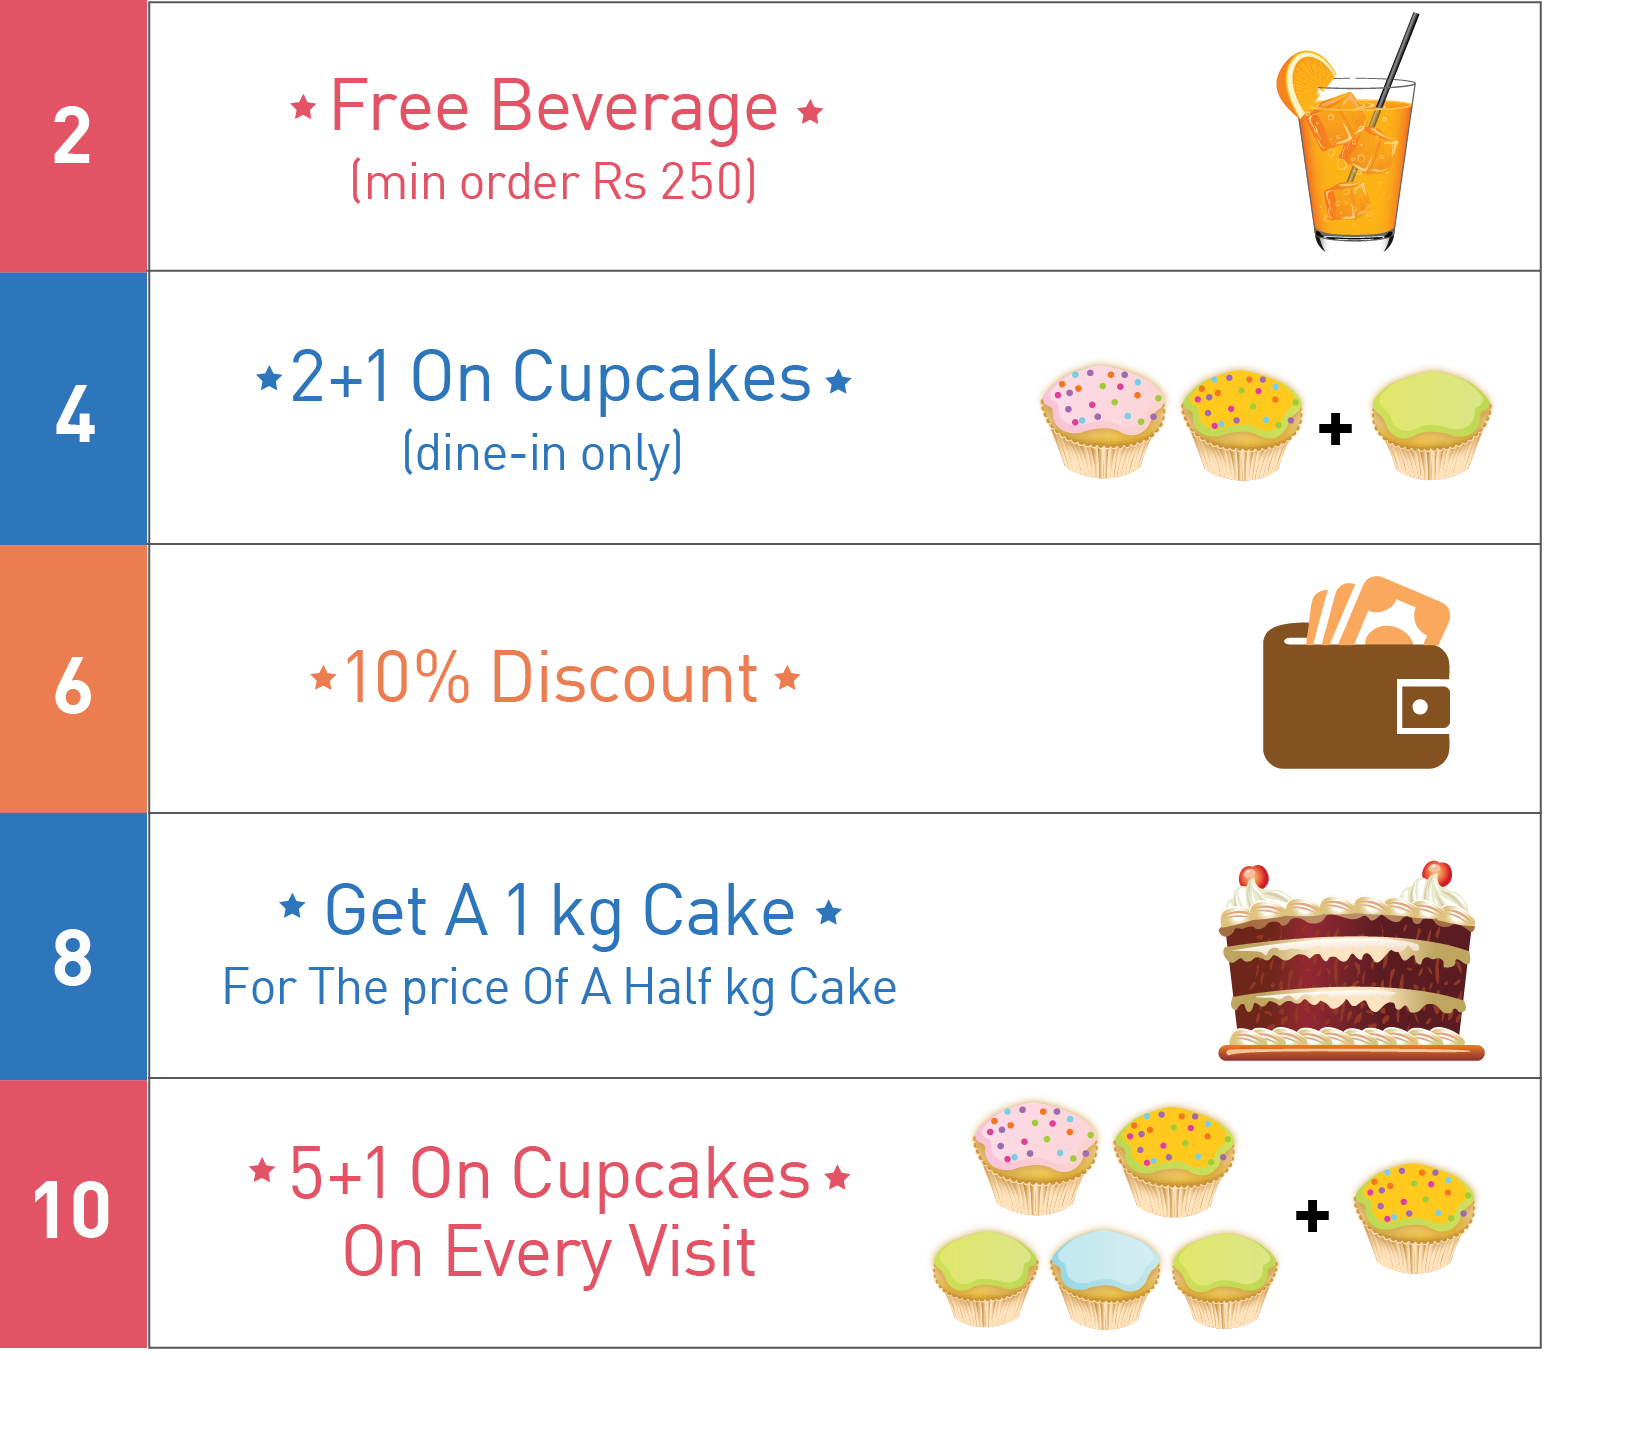 2
Free Beverage
(min order Rs 250)
4
2+1 On Cupcakes
(dine-in only)
+
6
10% Discount
8
Get A 1 kg Cake
For The price Of A Half kg Cake
10
5+1 On Cupcakes
On Every Visit
+